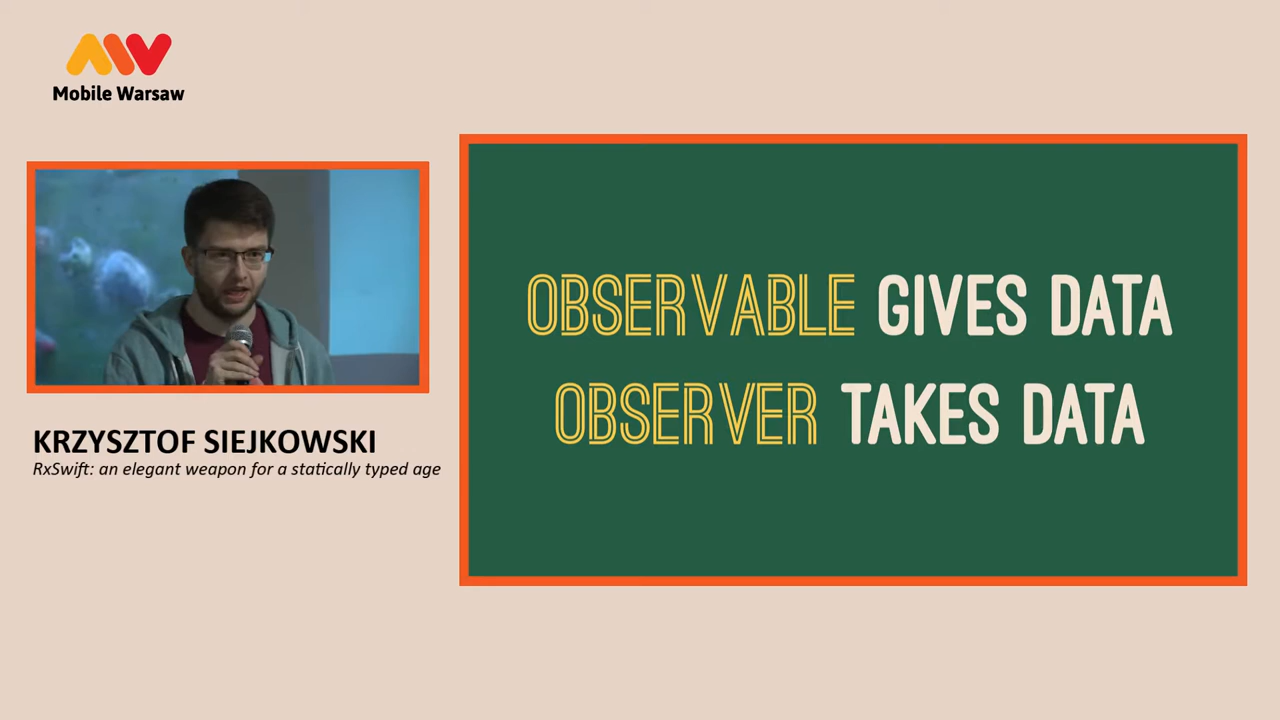 Mobile Warsaw
OBSERVABLE GIVES DATA
OBSERVER TAKES DATA
KRZYSZTOF SIEJKOWSKI
RxSwift: an elegant weapon for a statically typed age